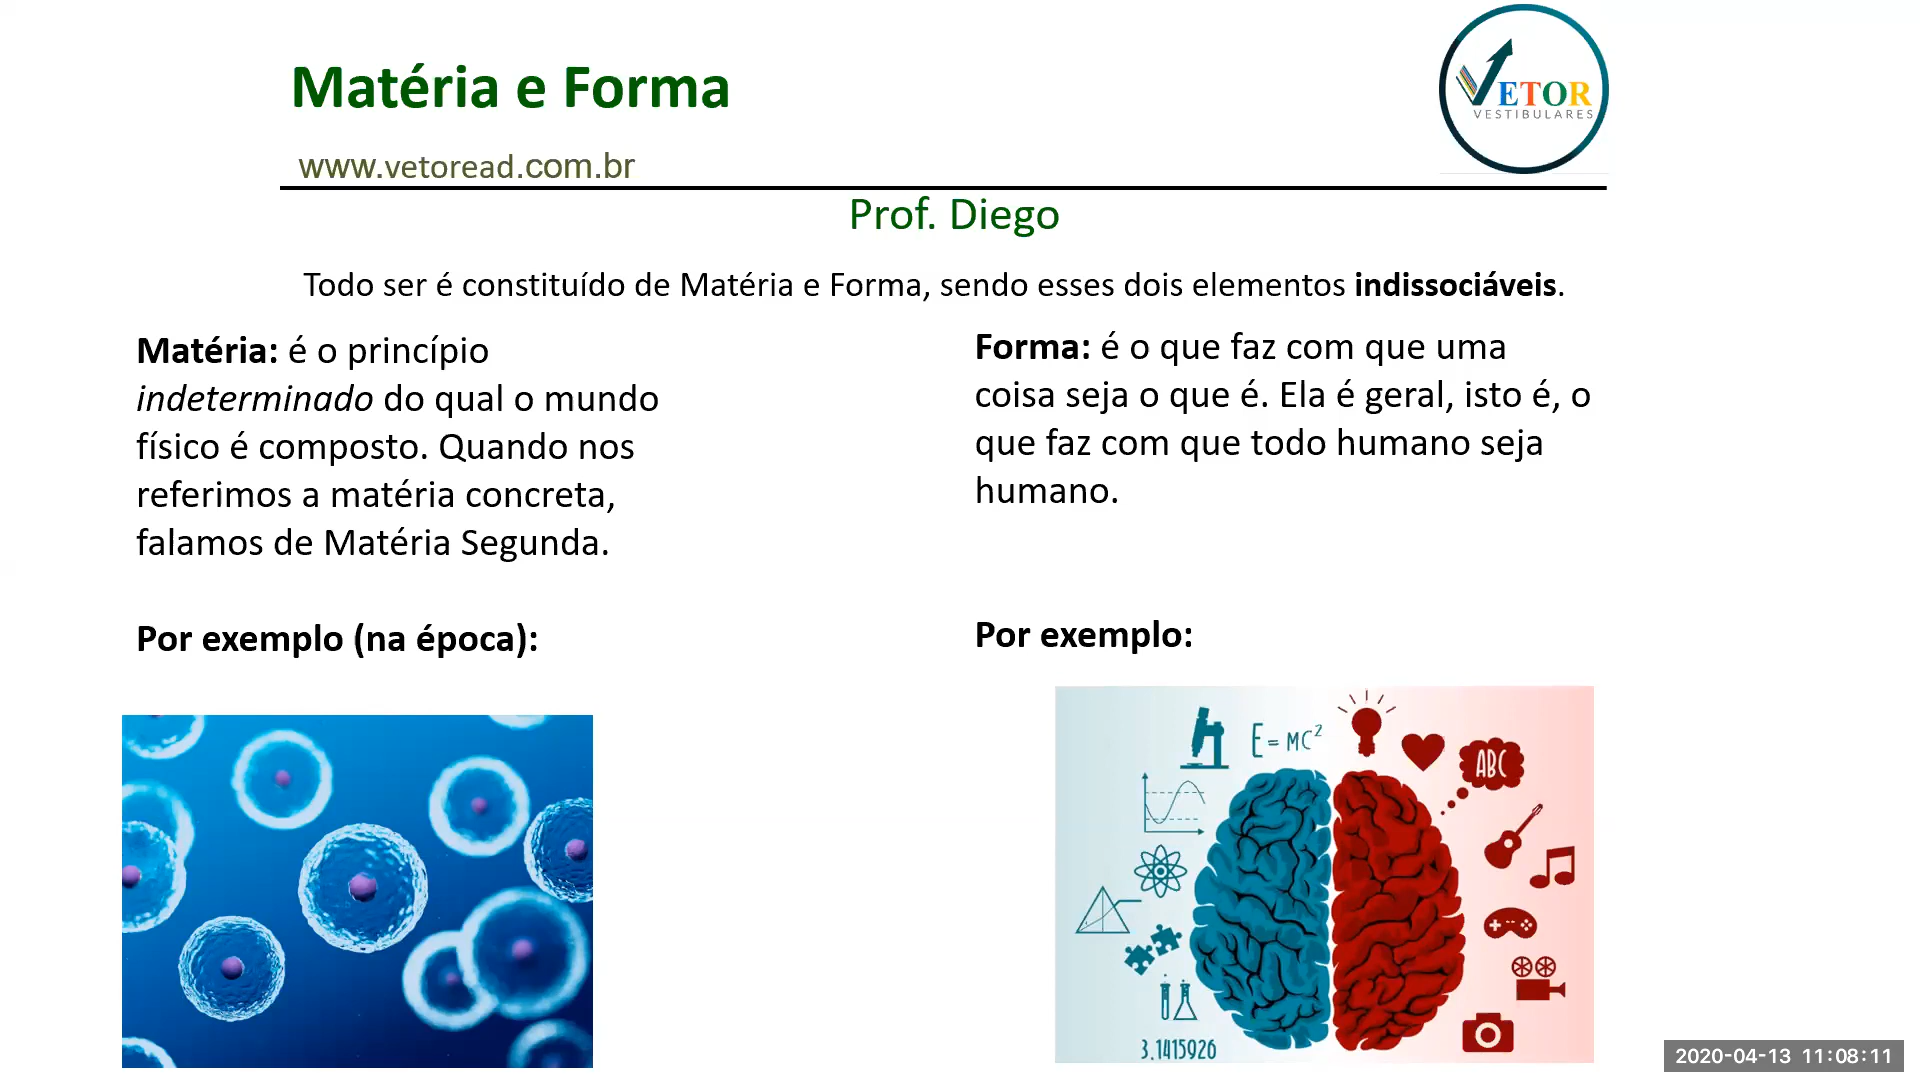 Matéria e Forma
VETOR
VESTIBULARES
www.vetoread.com.br
Prof. Diego
Todo ser é constituído de Matéria e Forma, sendo esses dois elementos indissociáveis.
Matéria: é o princípio
indeterminado do qual o mundo
físico é composto. Quando nos
referimos a matéria concreta,
falamos de Matéria Segunda.
Por exemplo (na época):
Forma: é o que faz com que uma
coisa seja o que é. Ela é geral, isto é, o
que faz com que todo humano seja
humano.
Por exemplo:
E=MC²
ABC
3.1415926
2020-04-13 11:08:11